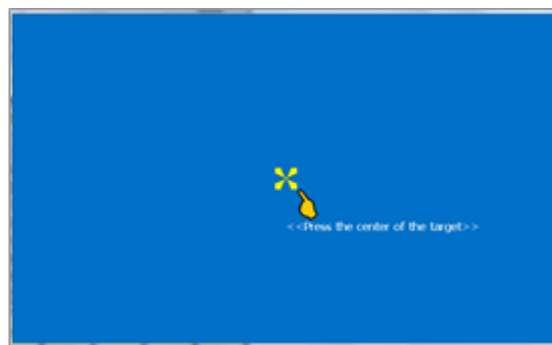 <<Press the center of the target>>